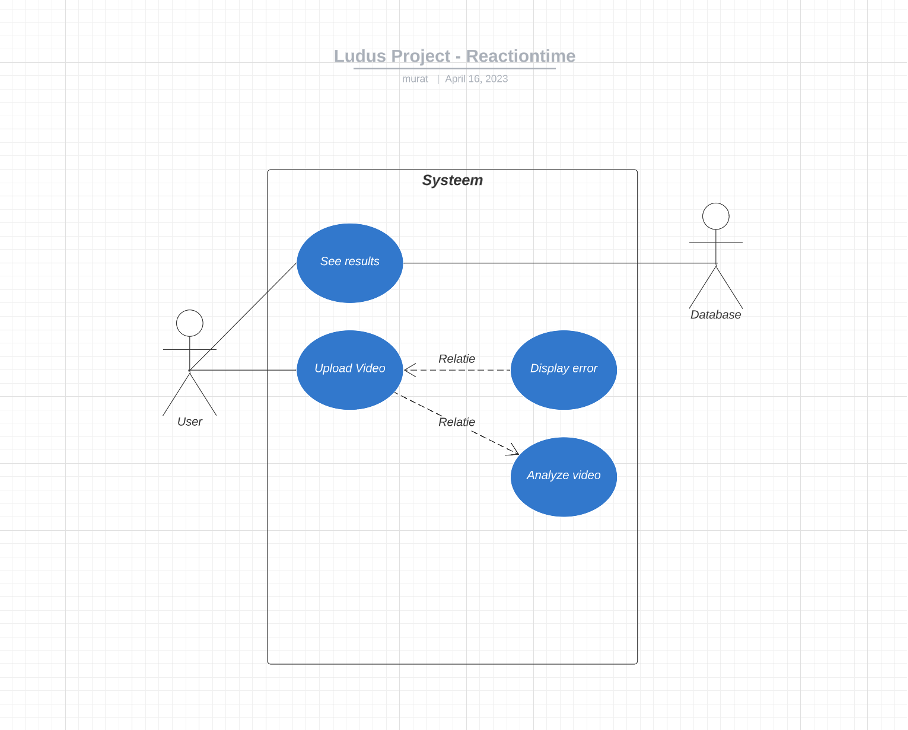 Ludus Project - Reactiontime
murat | April 16, 2023
Systeem
See results
Database
Upload Video
Relatie
Display error
User
Relatie
Analyze video